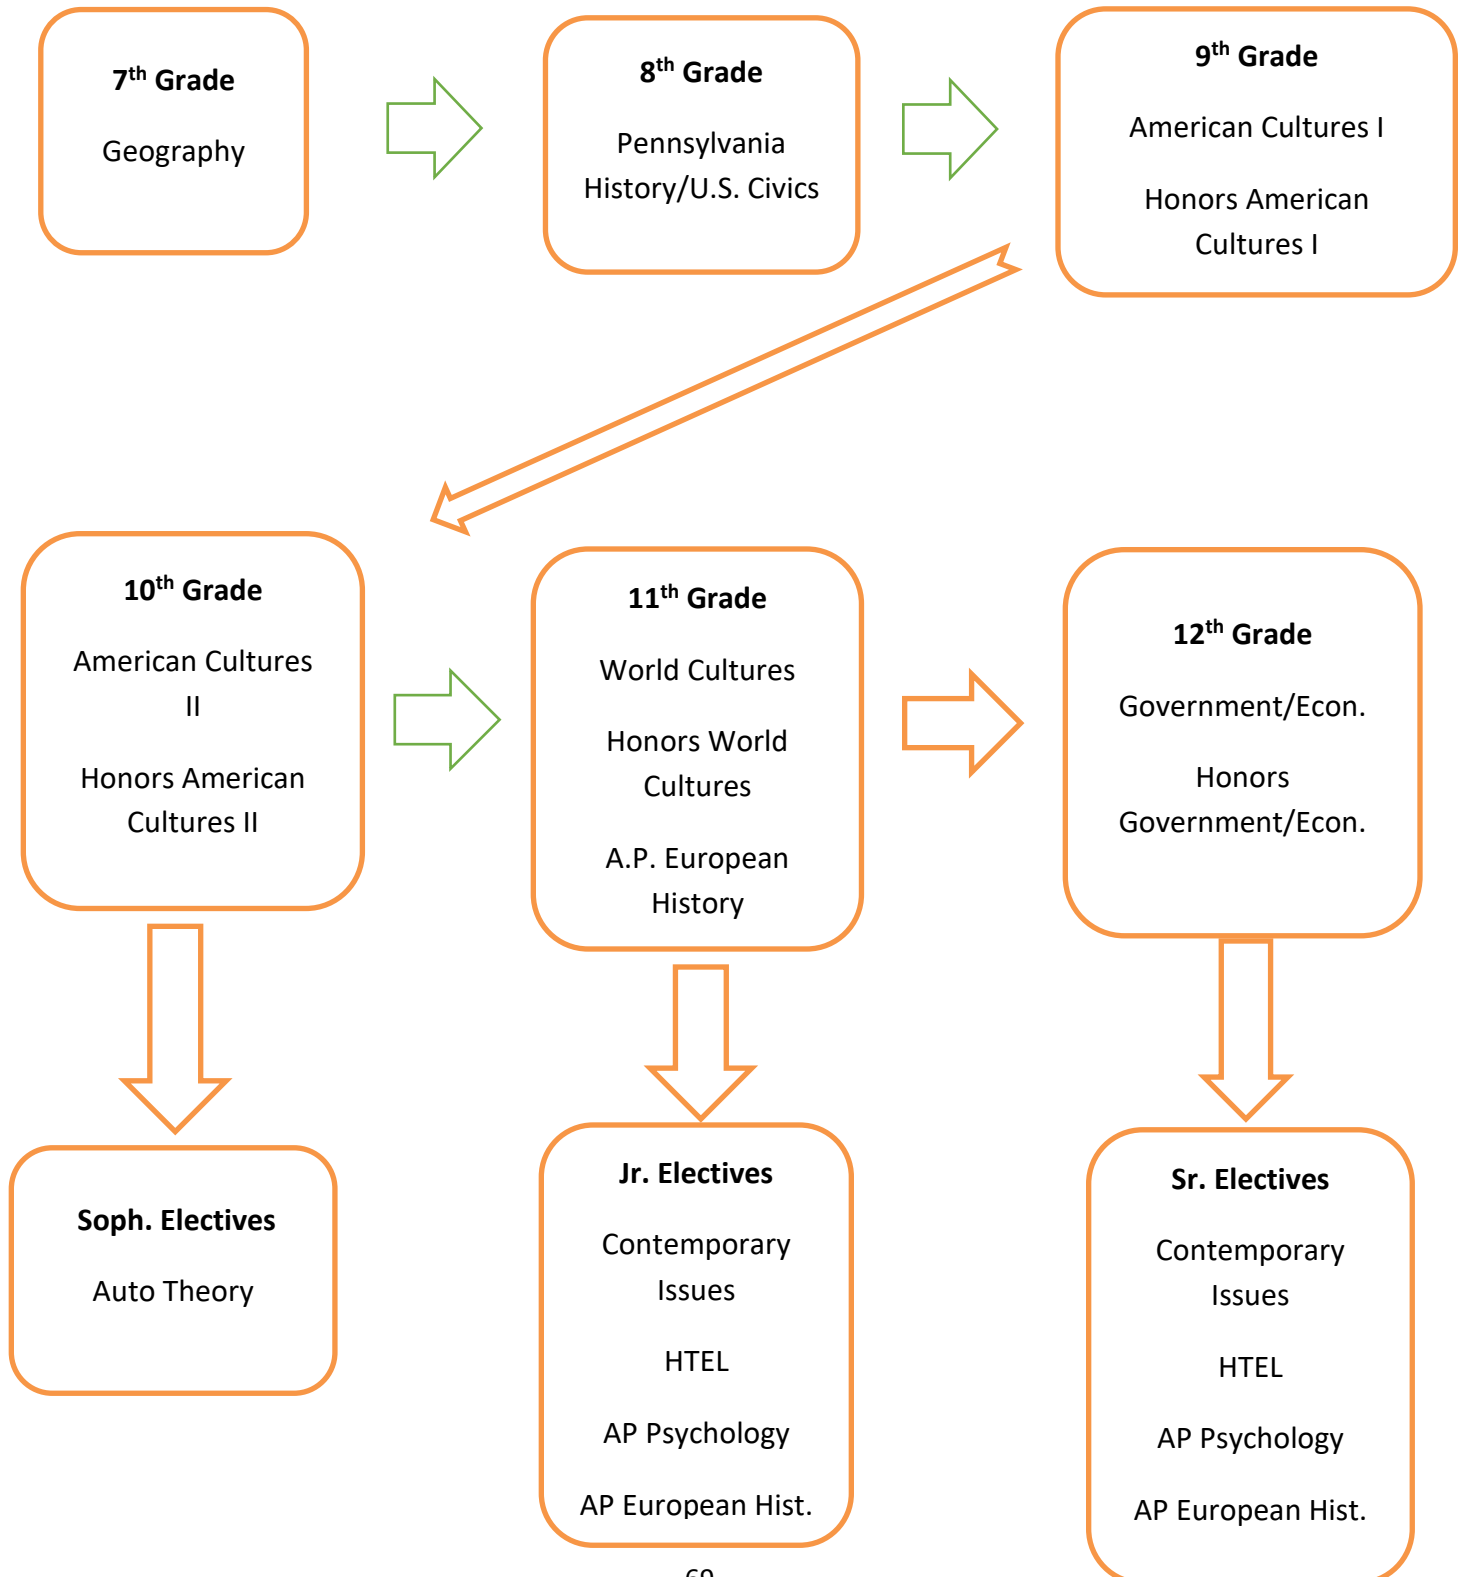 7th Grade
Geography
8th Grade
Pennsylvania
History/U.S. Civics
9th Grade
American Cultures I
Honors American
Cultures I
10th Grade
American Cultures
II
Honors American
Cultures II
11th Grade
World Cultures
Honors World
Cultures
A.P. European
History
12th Grade
Government/Econ.
Honors
Government/Econ.
Soph. Electives
Auto Theory
Jr. Electives
Contemporary
Issues
HTEL
AP Psychology
AP European Hist.
Sr. Electives
Contemporary
Issues
HTEL
AP Psychology
AP European Hist.